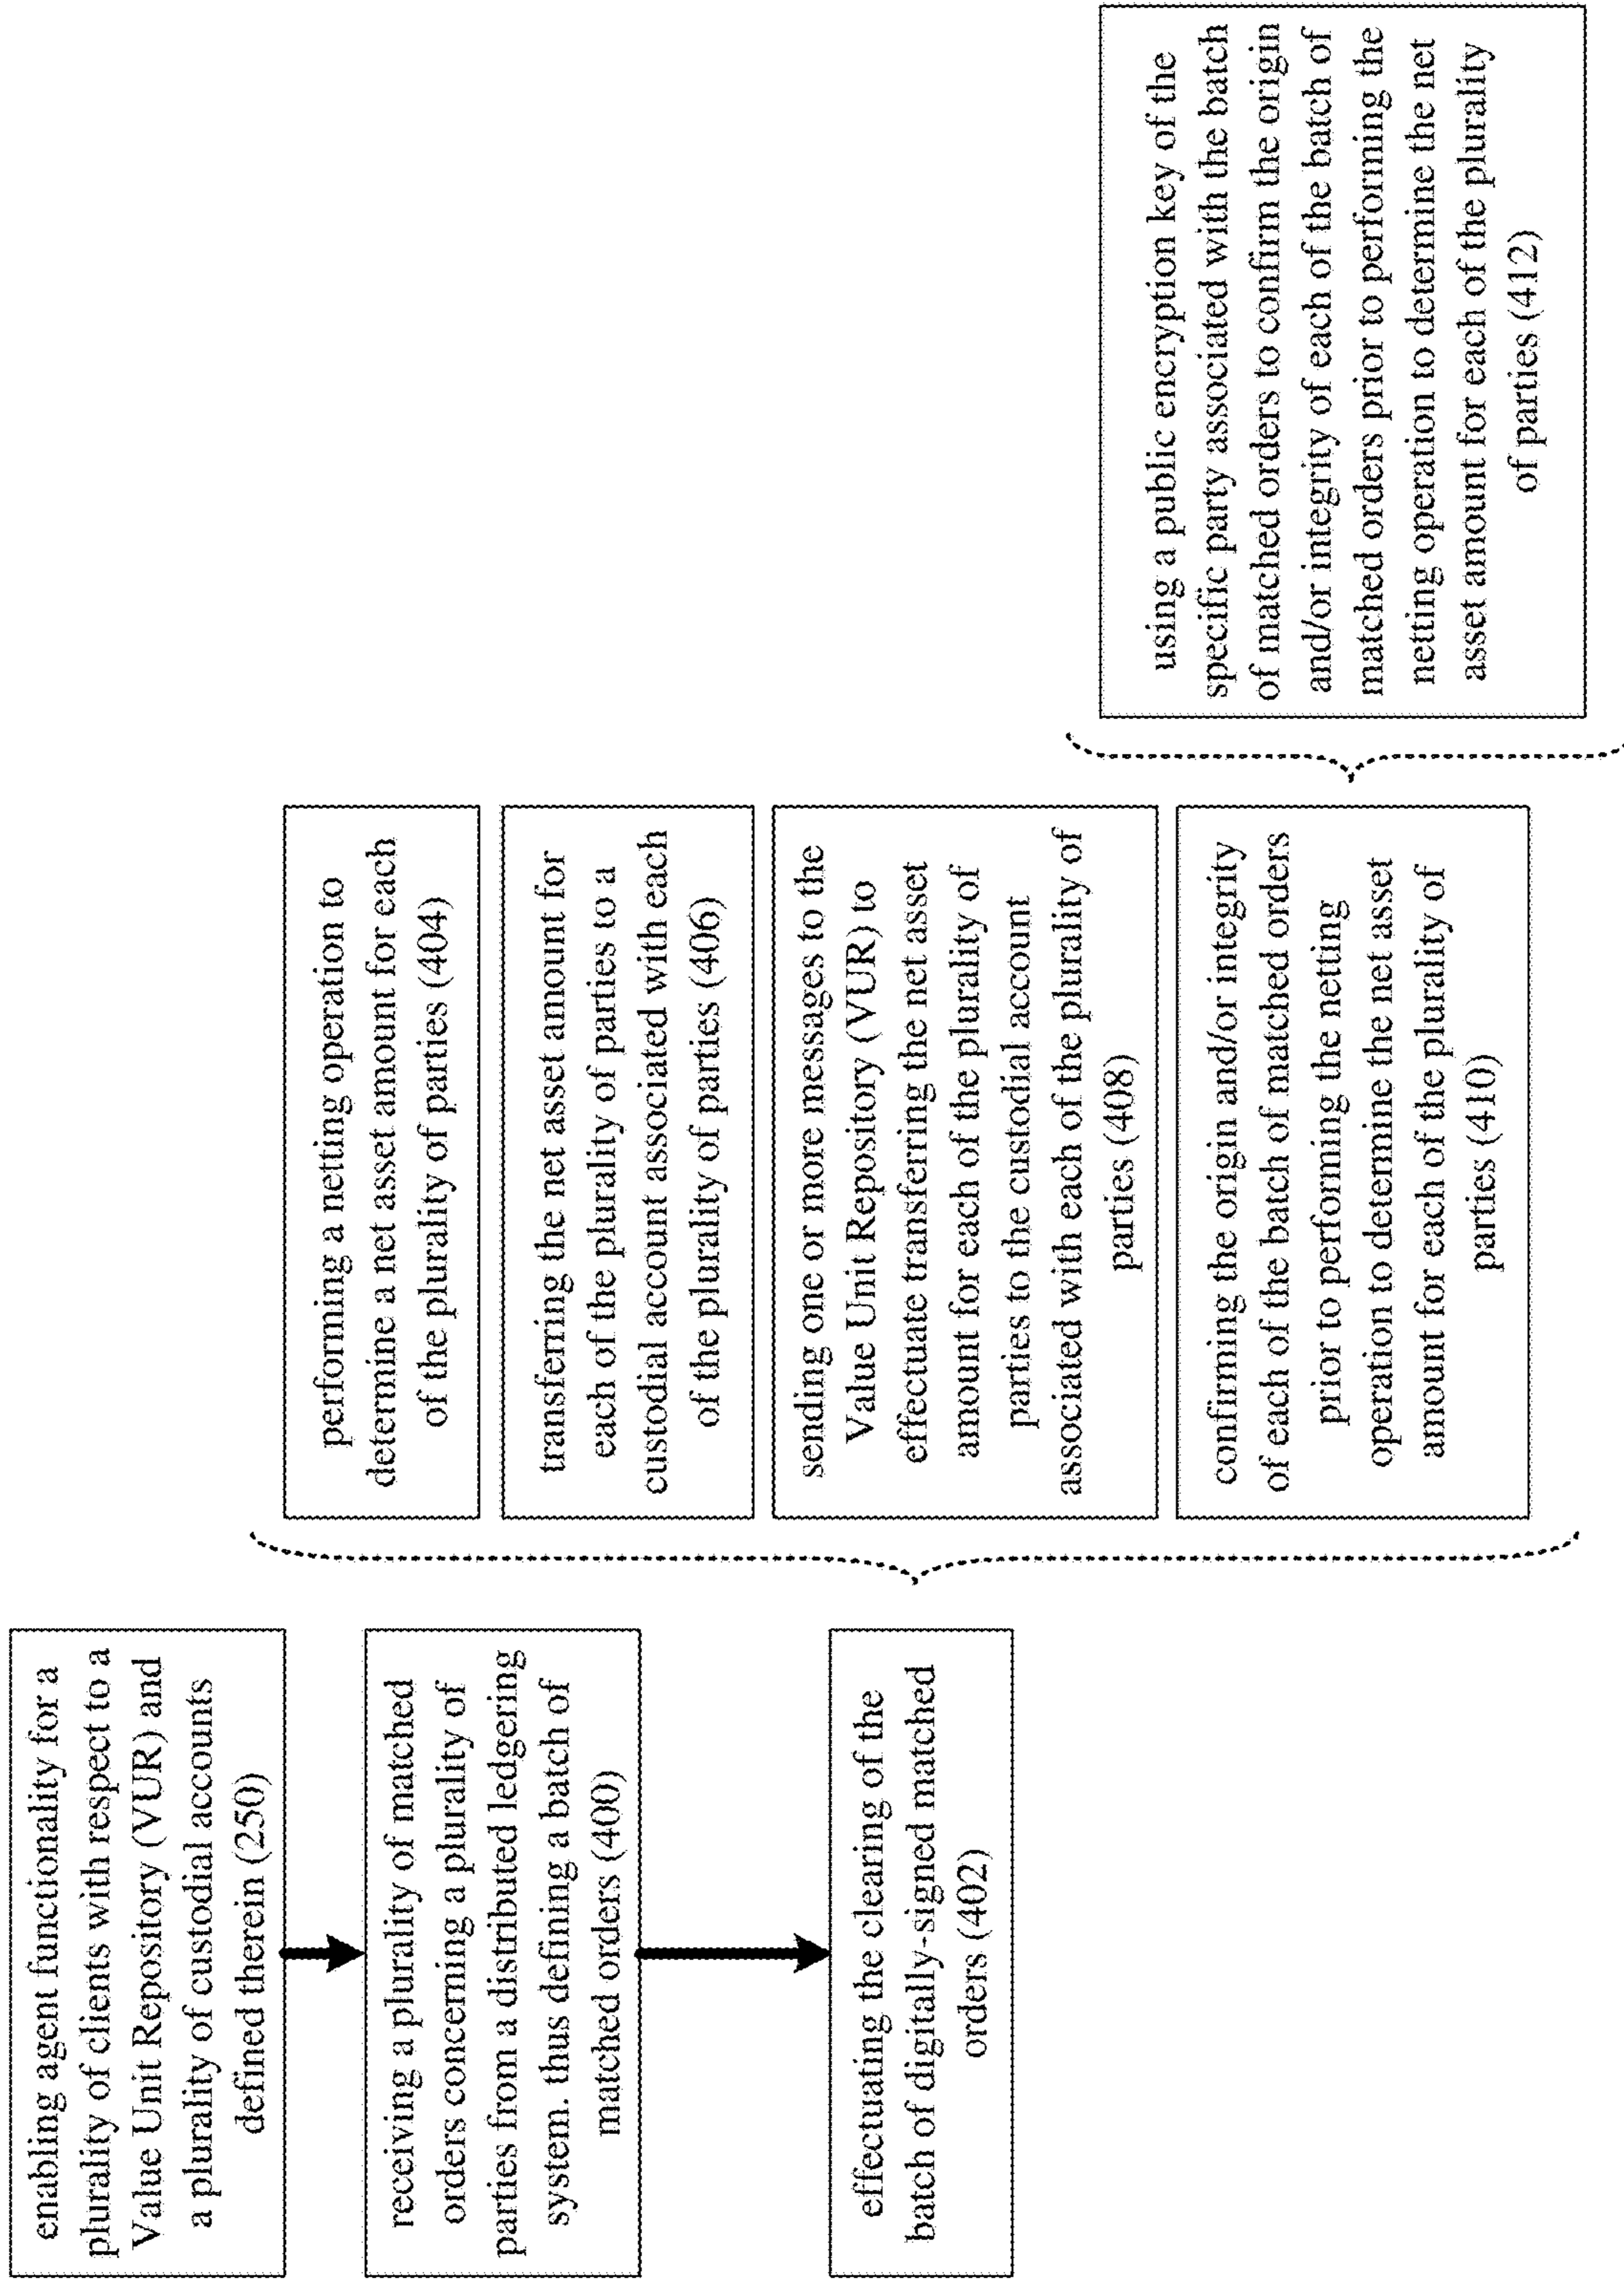 enabling agent functionality for a
plurality of clients with respect to a
Value Unit Repository (VUR) and
a plurality of custodial accounts
defined therein (250)
receiving a plurality of matched
orders concerning a plurality of
parties from a distributed ledgering
system. thus defining a batch of
matched orders (400)
effectuating the clearing of the
batch of digitally-signed matched
orders (402)
performing a netting operation to
determine a net asset amount for each
of the plurality of parties (404)
transferring the net asset amount for
each of the plurality of parties to a
custodial account associated with each
of the plurality of parties (406)
sending one or more messages to the
Value Unit Repository (VUR) to
effectuate transferring the net asset
amount for each of the plurality of
parties to the custodial account
associated with each of the plurality of
parties (408)
confirming the origin and/or integrity
of each of the batch of matched orders
prior to performing the netting
operation to determine the net asset
amount for each of the plurality of
parties (410)
using a public encryption key of the
specific party associated with the batch
of matched orders to confirm the origin
and/or integrity of each of the batch of
matched orders prior to performing the
netting operation to determine the net
asset amount for each of the plurality
of parties (412)